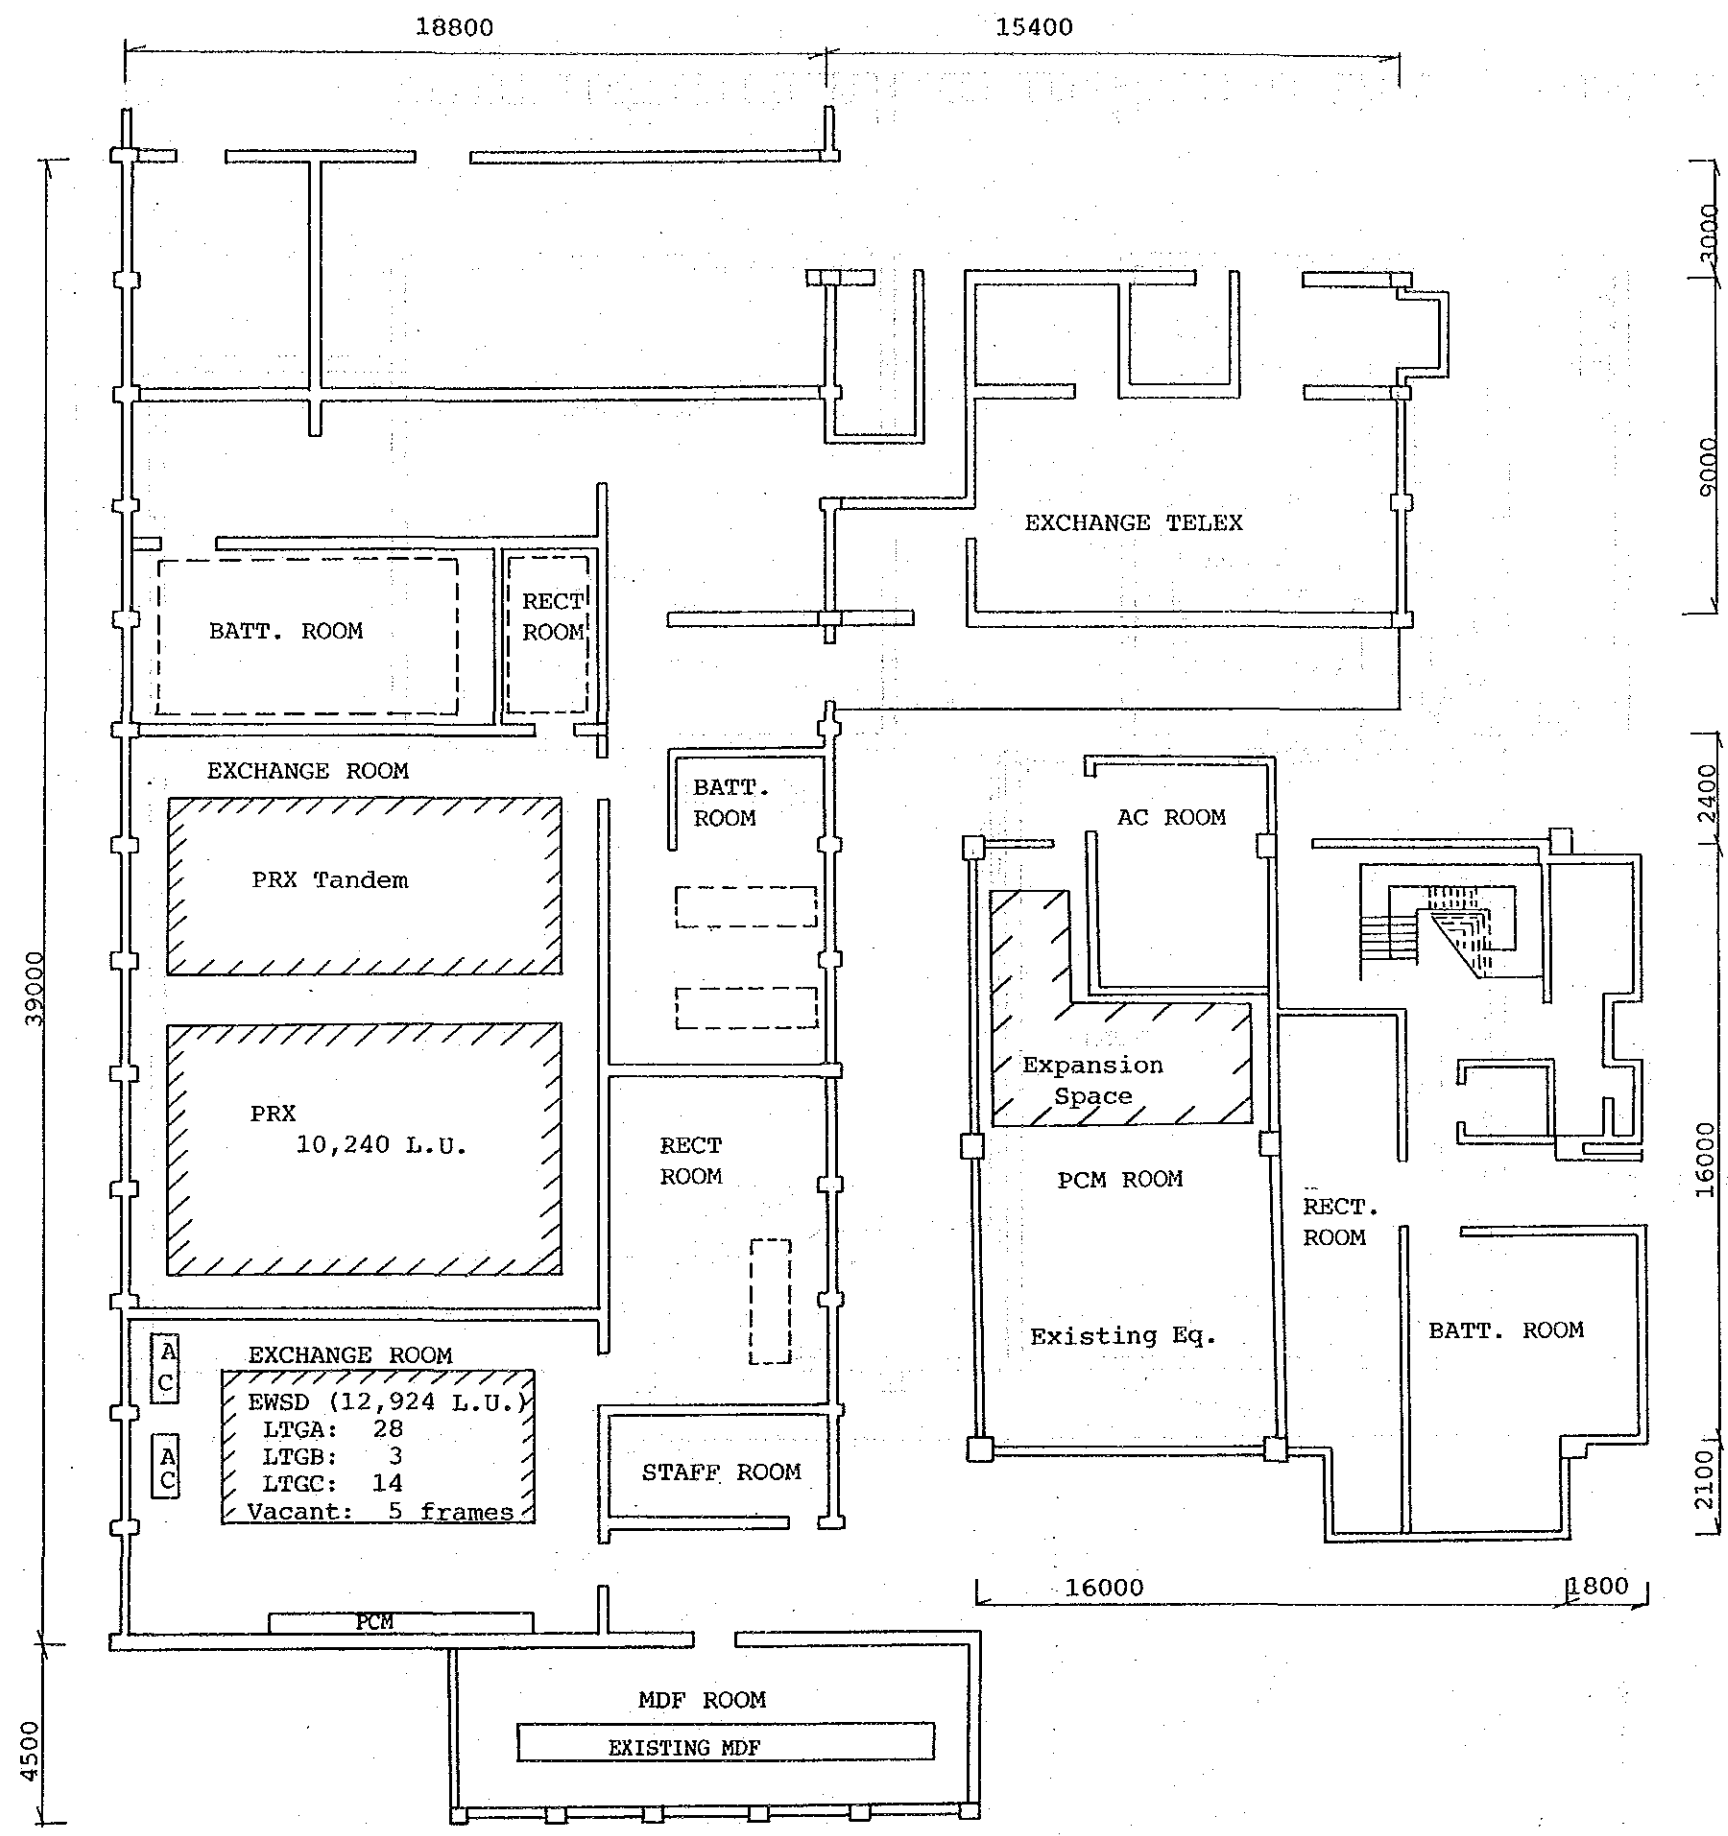 18800
15400
3000
9000
EXCHANGE TELEX
RECT
ROOM
BATT. ROOM
EXCHANGE ROOM
BATT.
ROOM
2400
AC ROOM
PRX Tandem
39000
Expansion
Space
PRX
10,240 L.U.
RECT
ROOM
PCM ROOM
16000
RECT.
ROOM
BATT. ROOM
Existing Eq.
A
C
EXCHANGE ROOM
EWSD (12,924 L.U.)
LTGA: 28
LTGB: 3
LTGC: 14
Vacant: 5 frames
A
C
STAFF ROOM
2100
16000
1800
PCM
MDF ROOM
EXISTING MDF
4500